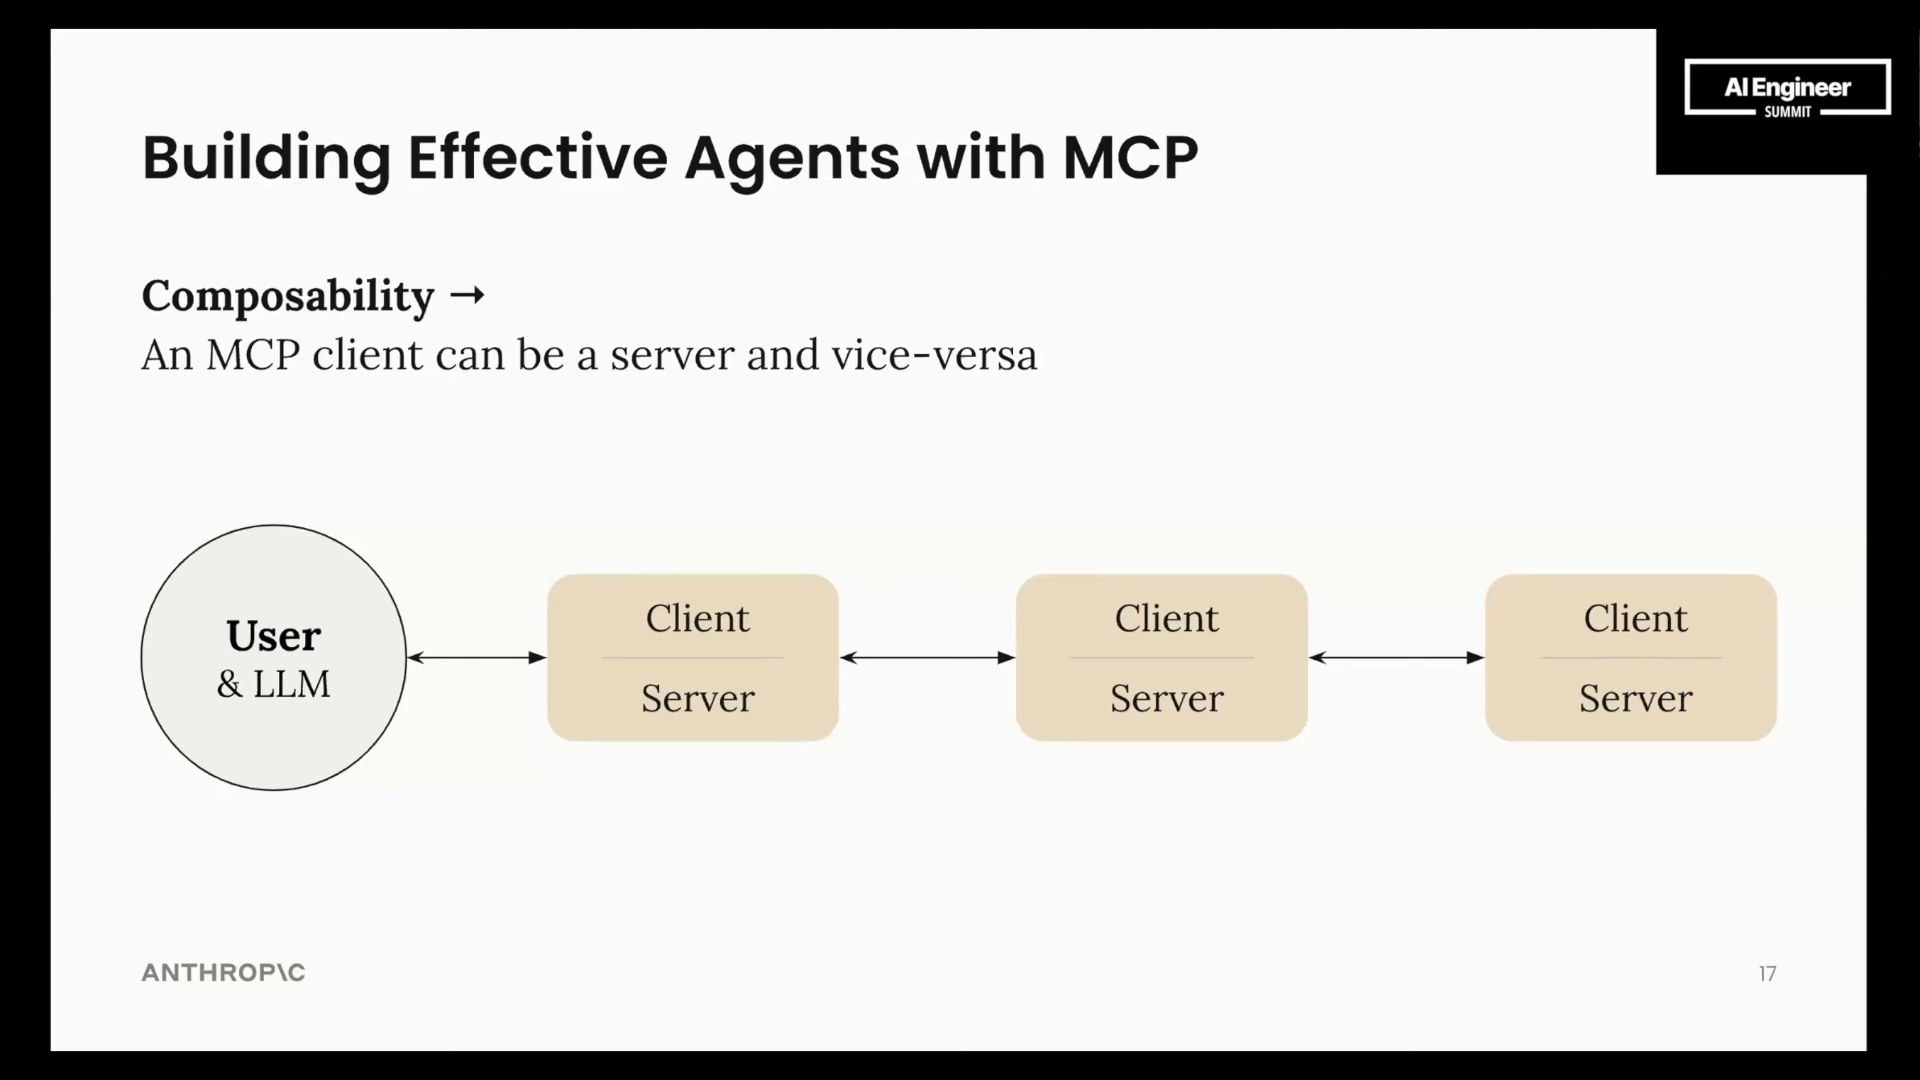 AI Engineer
SUMMIT
Building Effective Agents with MCP
Composability →
An MCP client can be a server and vice-versa
User
& LLM
Client
Server
Client
Server
Client
Server
ANTHROP\C
17